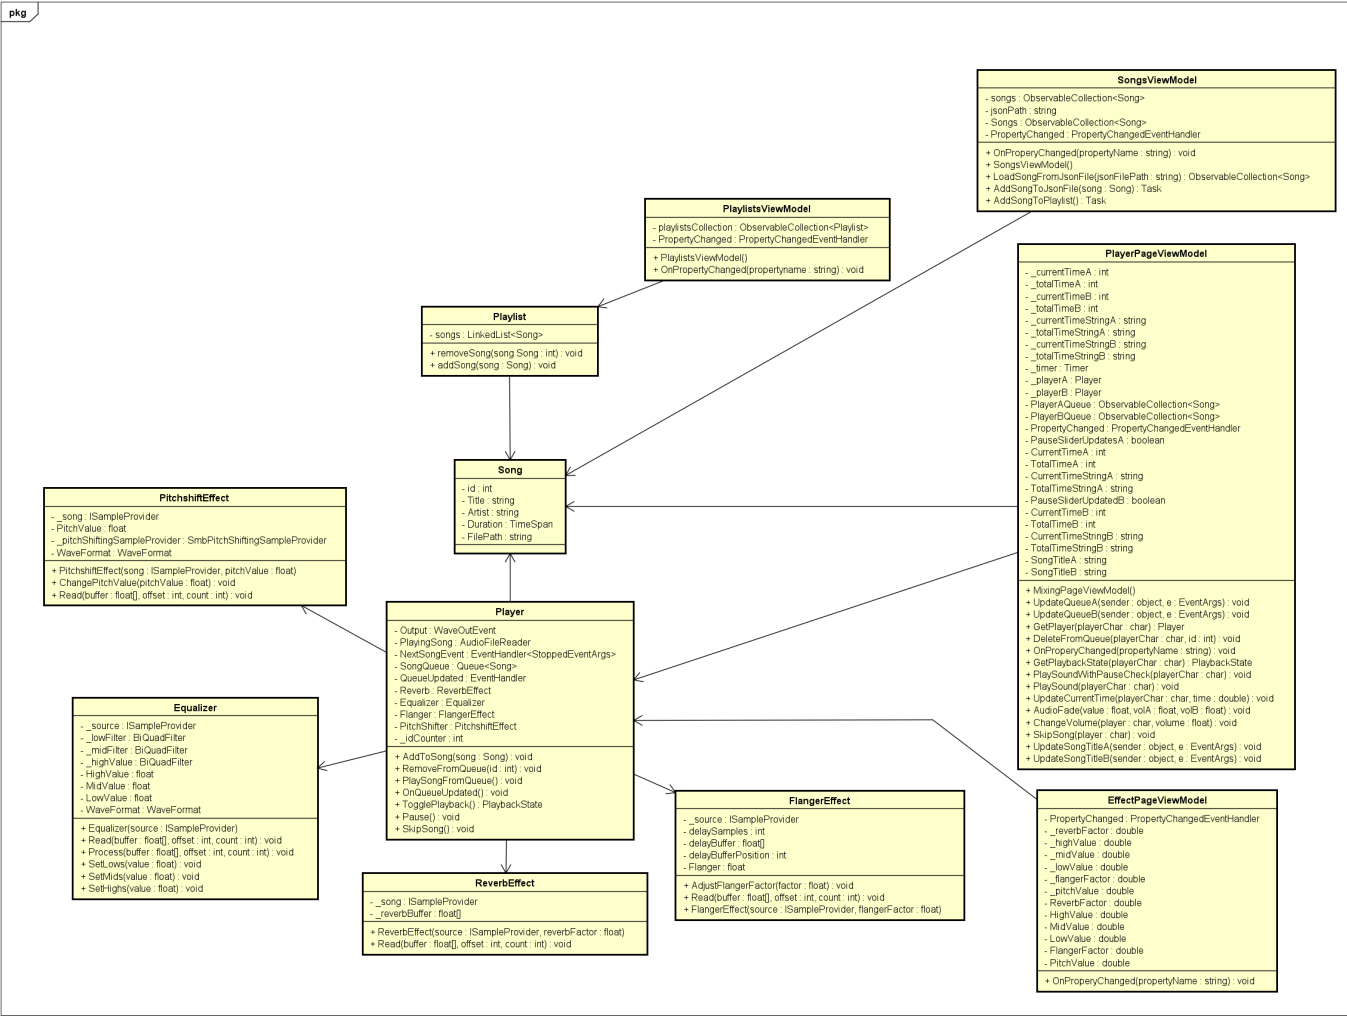 pkg
SongsViewModel
- songs : ObservableCollection<Song>
- jsonPath : string
- Songs : ObservableCollection<Song>
- PropertyChanged : PropertyChangedEventHandler
+ OnProperyChanged(propertyName : string) : void
+ SongsViewModel()
+ LoadSongFromJsonFile(jsonFilePath : string) : ObservableCollection<Song>
+ AddSongToJsonFile(song : Song) : Task
+ AddSongToPlaylist() : Task
PlaylistsViewModel
- playlistsCollection : ObservableCollection<Playlist>
- PropertyChanged : PropertyChangedEventHandler
+ PlaylistsViewModel()
+ OnPropertyChanged(propertyname : string) : void
PlayerPageViewModel
- _currentTimeA : int
- _totalTimeA : int
- _currentTimeB : int
- _totalTimeB : int
- _currentTimeStringA : string
- _totalTimeStringA : string
- _currentTimeStringB : string
- _totalTimeStringB : string
- _timer : Timer
- _playerA : Player
- _playerB : Player
- PlayerAQueue : ObservableCollection<Song>
- PlayerBQueue : ObservableCollection<Song>
- PropertyChanged : PropertyChangedEventHandler
- PauseSliderUpdatesA : boolean
- CurrentTimeA : int
- TotalTimeA : int
- CurrentTimeStringA : string
- TotalTimeStringA : string
- PauseSliderUpdatedB : boolean
- CurrentTimeB : int
- TotalTimeB : int
- CurrentTimeStringB : string
- TotalTimeStringB : string
- SongTitleA : string
- SongTitleB : string
+ MixingPageViewModel()
+ UpdateQueueA(sender : object, e : EventArgs) : void
+ UpdateQueueB(sender : object, e : EventArgs) : void
+ GetPlayer(playerChar : char) : Player
+ DeleteFromQueue(playerChar : char, id : int) : void
+ OnProperyChanged(propertyName : string) : void
+ GetPlaybackState(playerChar : char) : PlaybackState
+ PlaySoundWithPauseCheck(playerChar : char) : void
+ PlaySound(playerChar : char) : void
+ UpdateCurrentTime(playerChar : char, time : double) : void
+ AudioFade(value : float, volA : float, volB : float) : void
+ ChangeVolume(player : char, volume : float) : void
+ SkipSong(player : char) : void
+ UpdateSongTitleA(sender : object, e : EventArgs) : void
+ UpdateSongTitleB(sender : object, e : EventArgs) : void
Playlist
- songs : LinkedList<Song>
+ removeSong(song Song : int) : void
+ addSong(song : Song) : void
Song
- id : int
- Title : string
- Artist : string
- Duration : TimeSpan
- FilePath : string
PitchshiftEffect
- _song : ISampleProvider
- PitchValue : float
- _pitchShiftingSampleProvider : SmbPitchShiftingSampleProvider
- WaveFormat : WaveFormat
+ PitchshiftEffect(song : ISampleProvider, pitchValue : float)
+ ChangePitchValue(pitchValue : float) : void
+ Read(buffer : float[], offset : int, count : int) : void
Player
- Output : WaveOutEvent
- PlayingSong : AudioFileReader
- NextSongEvent : EventHandler<StoppedEventArgs>
- SongQueue : Queue<Song>
- QueueUpdated : EventHandler
- Reverb : ReverbEffect
- Equalizer : Equalizer
- Flanger : FlangerEffect
- PitchShifter : PitchshiftEffect
- _idCounter : int
+ AddToSong(song : Song) : void
+ RemoveFromQueue(id : int) : void
+ PlaySongFromQueue() : void
+ OnQueueUpdated() : void
+ TogglePlayback() : PlaybackState
+ Pause() : void
+ SkipSong() : void
Equalizer
- _source : ISampleProvider
- _lowFilter : BiQuadFilter
- _midFilter : BiQuadFilter
- _highValue : BiQuadFilter
- HighValue : float
- MidValue : float
- LowValue : float
- WaveFormat : WaveFormat
+ Equalizer(source : ISampleProvider)
+ Read(buffer : float[], offset : int, count : int) : void
+ Process(buffer : float[], offset : int, count : int) : void
+ SetLows(value : float) : void
+ SetMids(value : float) : void
+ SetHighs(value : float) : void
FlangerEffect
- _source : ISampleProvider
- delaySamples : int
- delayBuffer : float[]
- delayBufferPosition : int
- Flanger : float
+ AdjustFlangerFactor(factor : float) : void
+ Read(buffer : float[], offset : int, count : int) : void
+ FlangerEffect(source : ISampleProvider, flangerFactor : float)
EffectPageViewModel
- PropertyChanged : PropertyChangedEventHandler
- _reverbFactor : double
- _highValue : double
- _midValue : double
- _lowValue : double
- _flangerFactor : double
- _pitchValue : double
- ReverbFactor : double
- HighValue : double
- MidValue : double
- LowValue : double
- FlangerFactor : double
- PitchValue : double
+ OnProperyChanged(propertyName : string) : void
ReverbEffect
- _song : ISampleProvider
- _reverbBuffer : float[]
+ ReverbEffect(source : ISampleProvider, reverbFactor : float)
+ Read(buffer : float[], offset : int, count : int) : void